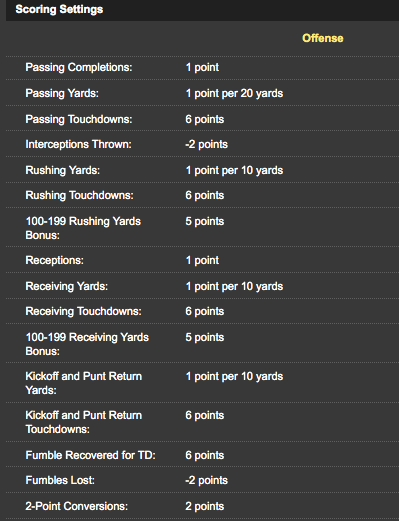 Scoring Settings
Offense
Passing Completions: 1 point
Passing Yards: 1 point per 20 yards
Passing Touchdowns: 6 points
Interceptions Thrown: -2 points
Rushing Yards: 1 point per 10 yards
Rushing Touchdowns: 6 points
100-199 Rushing Yards 5 points
Bonus:
Receptions: 1 point
Receiving Yards: 1 point per 10 yards
Receiving Touchdowns: 6 points
100-199 Receiving Yards 5 points
Bonus:
Kickoff and Punt Return 1 point per 10 yards
Yards:
Kickoff and Punt Return 6 points
Touchdowns:
Fumble Recovered for TD: 6 points
Fumbles Lost: -2 points
2-Point Conversions: 2 points